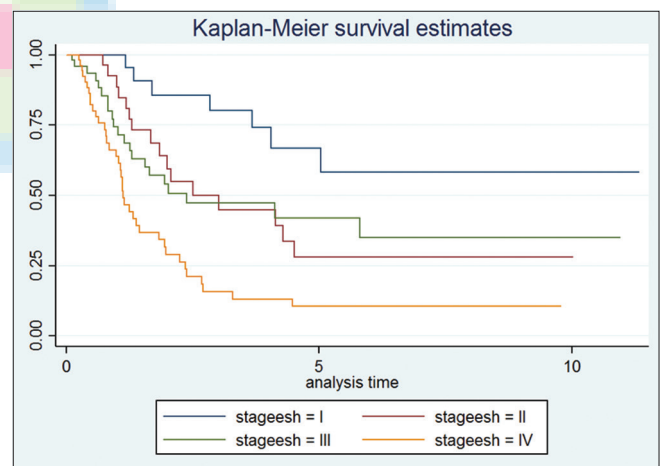 Kaplan-Meier survival estimates
1.00
0.75
0.50
0.25
0.00
0 5 10
analysis time
stageesh = I stageesh = II
stageesh = III stageesh = IV